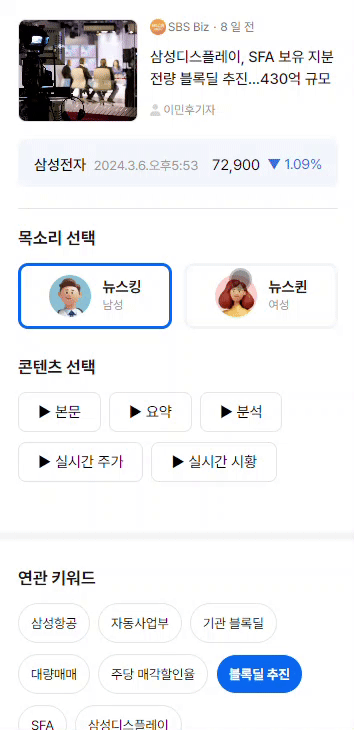 SBS Biz · 8 일 전
삼성디스플레이, SFA 보유 지분
전량 블록딜 추진...430억 규모
이민후기자
삼성전자 2024.3.6.오후5:53 72,900 ▼ 1.09%
목소리 선택
뉴스킹
남성
뉴스퀸
여성
콘텐츠 선택
▶ 본문
▶ 요약
▶ 분석
▶ 실시간 주가
▶ 실시간 시황
연관 키워드
삼성항공
자동사업부
기관 블록딜
대량매매
주당 매각할인율
블록딜 추진
SFA
삼성디스플레이